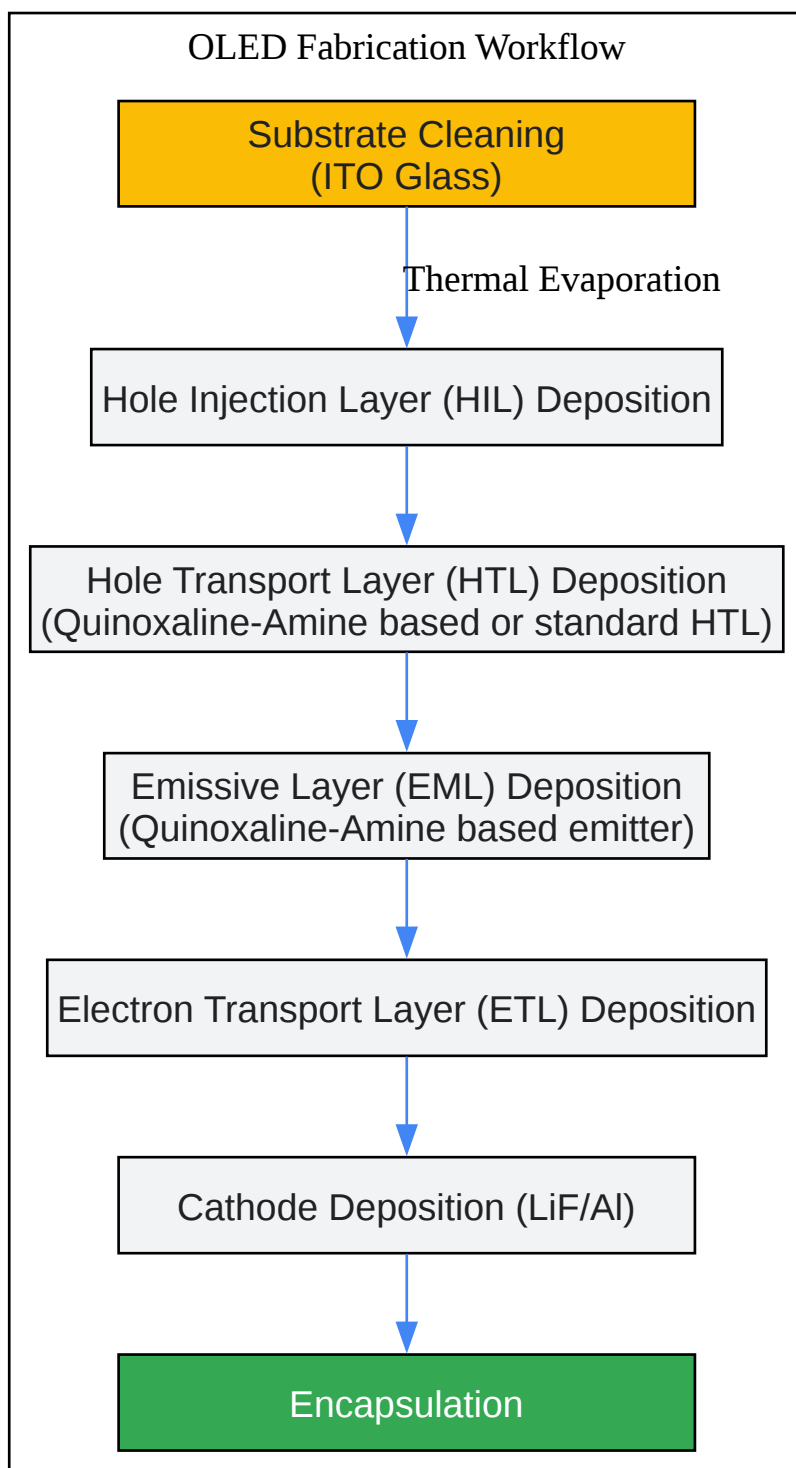 OLED Fabrication Workflow
Substrate Cleaning
(ITO Glass)
Thermal Evaporation
Hole Injection Layer (HIL) Deposition
Hole Transport Layer (HTL) Deposition
(Quinoxaline-Amine based or standard HTL)
Emissive Layer (EML) Deposition
(Quinoxaline-Amine based emitter)
Electron Transport Layer (ETL) Deposition
Cathode Deposition (LiF/Al)
Encapsulation